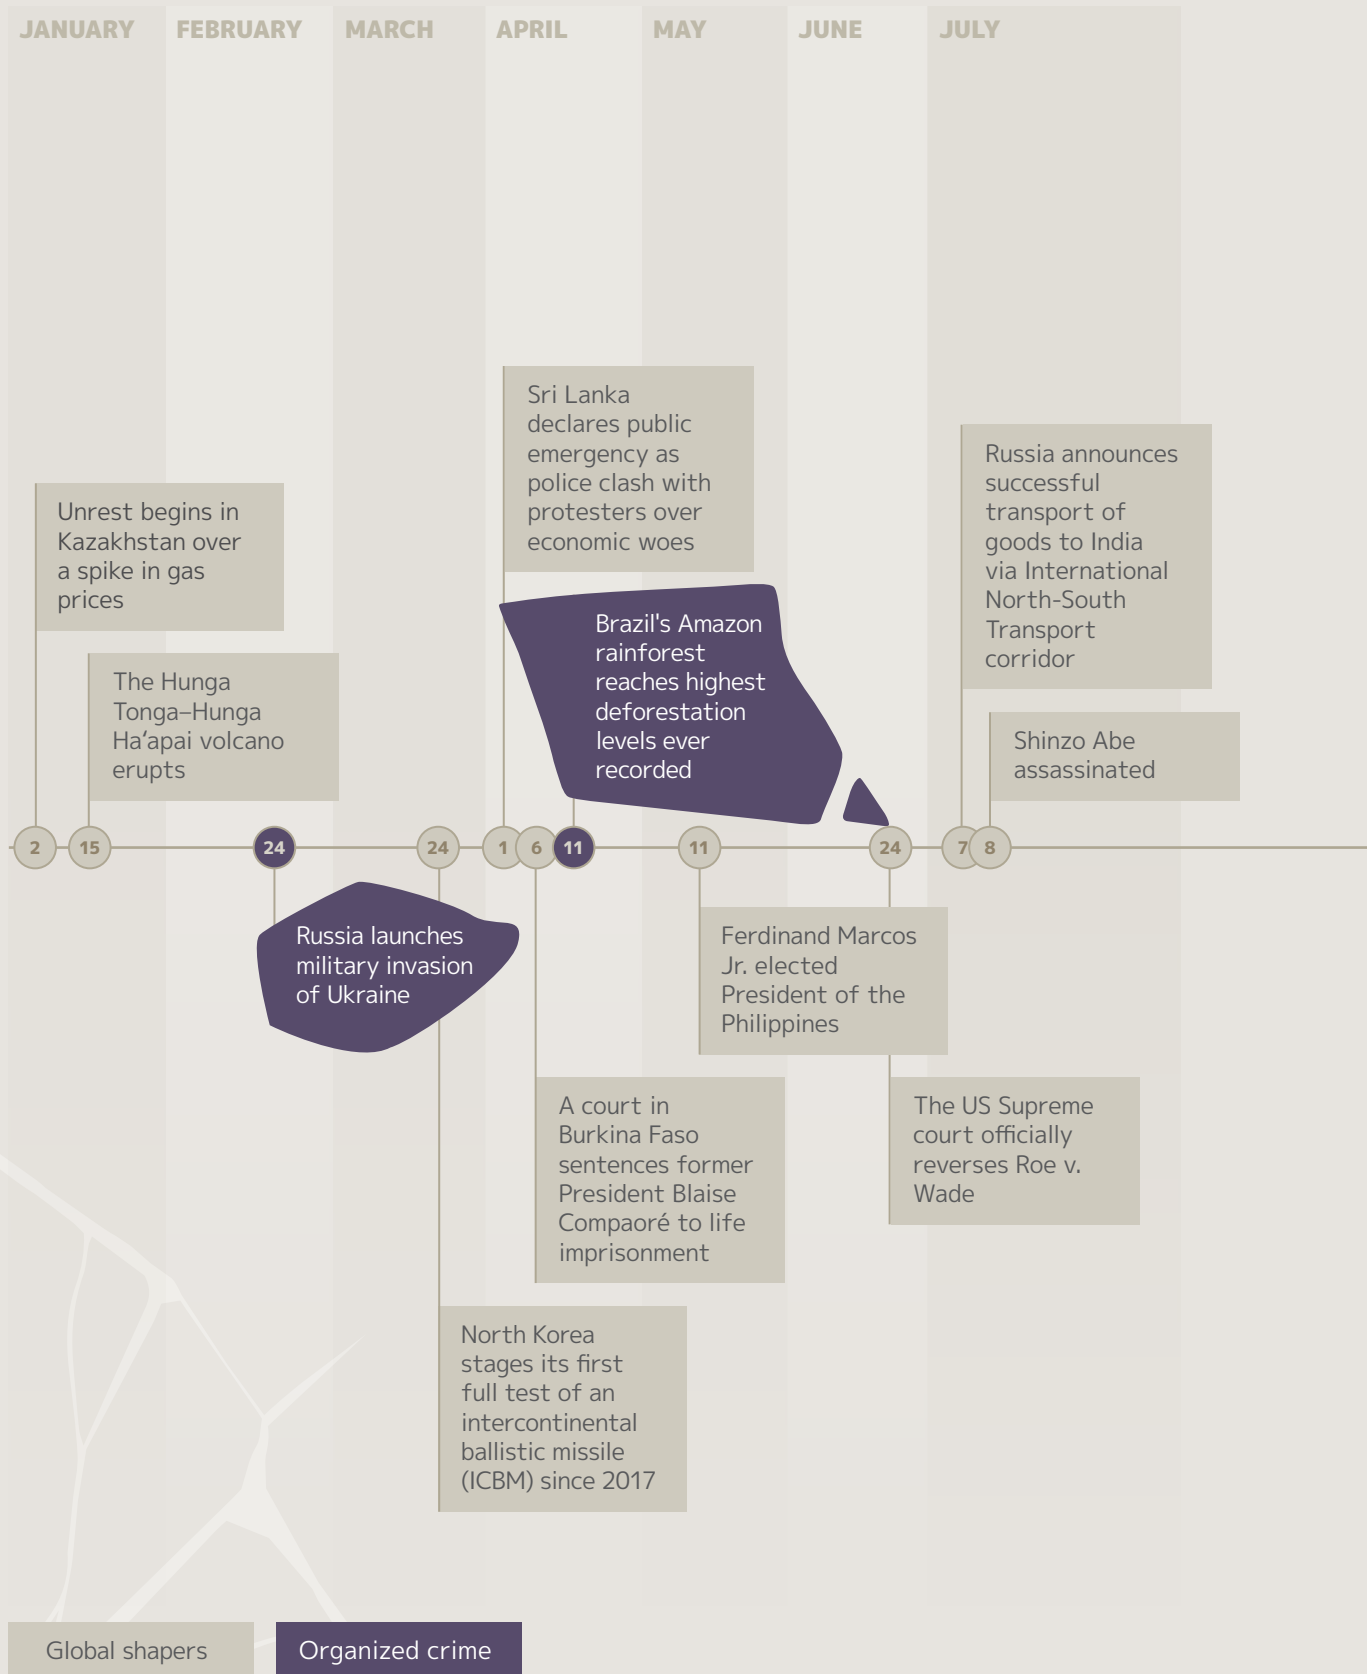 JANUARY
FEBRUARY
MARCH
APRIL
MAY
JUNE
JULY
Sri Lanka
declares public
emergency as
police clash with
protesters over
economic woes
Russia announces
successful
transport of
goods to India
via International
North-South
Transport
corridor
Unrest begins in
Kazakhstan over
a spike in gas
prices
Brazil's Amazon
rainforest
reaches highest
deforestation
levels ever
recorded
The Hunga
Tonga–Hunga
Ha‘apai volcano
erupts
Shinzo Abe
assassinated
2
15
24
24
1
6
11
11
24
7
8
Russia launches
military invasion
of Ukraine
Ferdinand Marcos
Jr. elected
President of the
Philippines
A court in
Burkina Faso
sentences former
President Blaise
Compaoré to life
imprisonment
The US Supreme
court officially
reverses Roe v.
Wade
North Korea
stages its first
full test of an
intercontinental
ballistic missile
(ICBM) since 2017
Global shapers
Organized crime